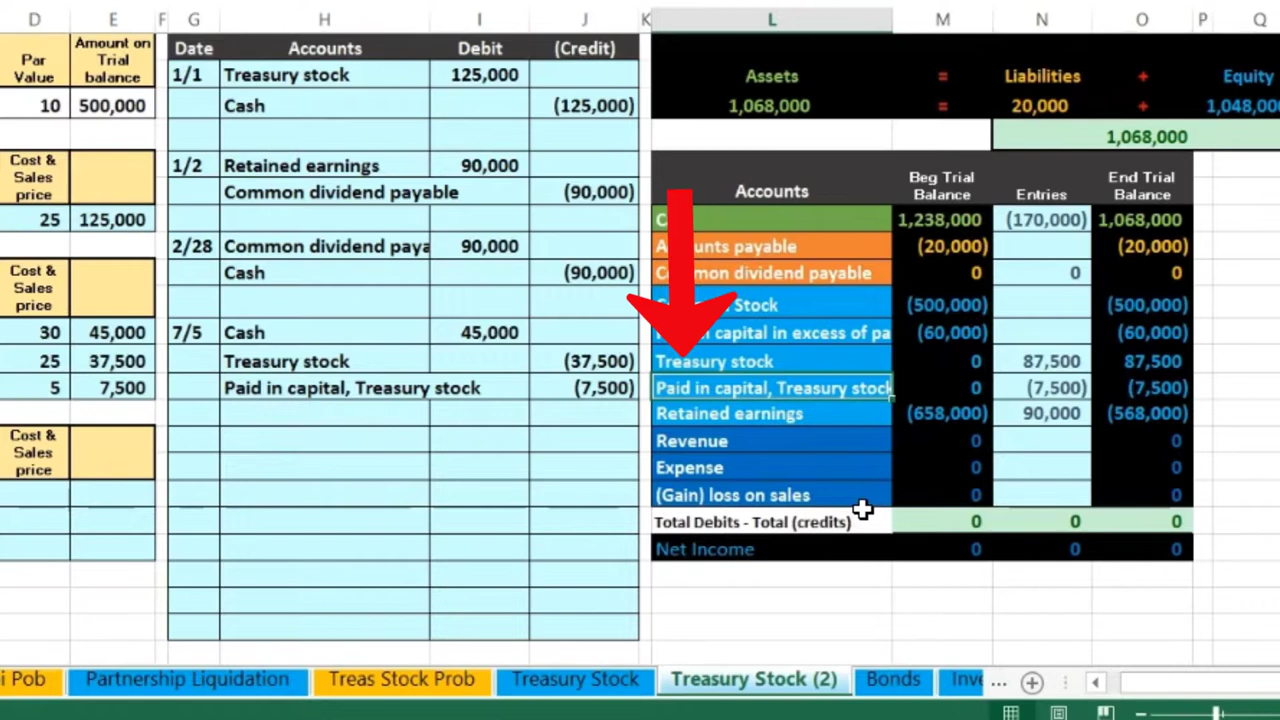 D E F G H I J K L M N O P Q
Par Value Amount on Trial balance
10 500,000
Cost & Sales price
25 125,000
Cost & Sales price
30 45,000
25 37,500
5 7,500
Cost & Sales price
Date Accounts Debit (Credit)
1/1 Treasury stock 125,000
Cash (125,000)
1/2 Retained earnings 90,000
Common dividend payable (90,000)
2/28 Common dividend paya 90,000
Cash (90,000)
7/5 Cash 45,000
Treasury stock (37,500)
Paid in capital, Treasury stock (7,500)
Assets = Liabilities + Equity
1,068,000 = 20,000 + 1,048,000
1,068,000
Accounts Beg Trial Balance Entries End Trial Balance
1,238,000 (170,000) 1,068,000
payable (20,000) (20,000)
dividend payable 0 0 0
Stock (500,000) (500,000)
capital in excess of pa (60,000) (60,000)
Treasury stock 0 87,500 87,500
Paid in capital, Treasury stock 0 (7,500) (7,500)
Retained earnings (658,000) 90,000 (568,000)
Revenue 0 0
Expense 0 0
(Gain) loss on sales 0 0
Total Debits - Total (credits) 0 0 0
Net Income 0 0 0
i Pob Partnership Liquidation Treas Stock Prob Treasury Stock Treasury Stock (2) Bonds Inve ...